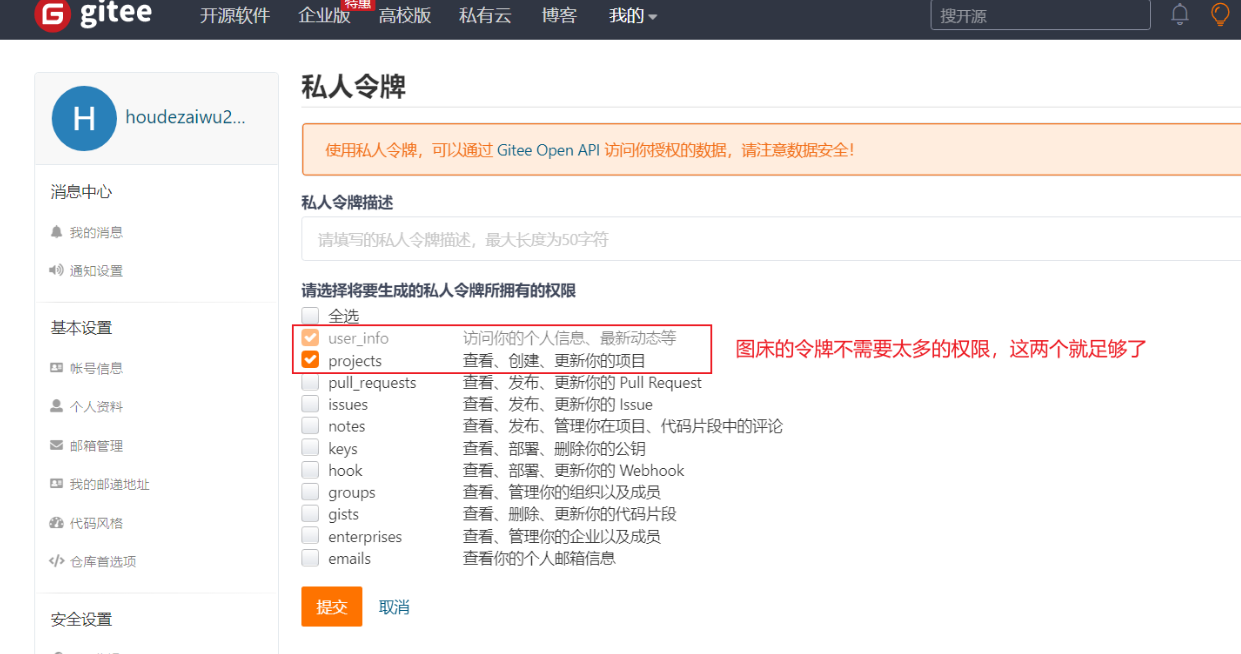 gitee 开源软件 企业版 特惠 高校版 私有云 博客 我的 搜开源
H houdezaiwu2...
消息中心
我的消息
通知设置
基本设置
帐号信息
个人资料
邮箱管理
我的邮递地址
代码风格
仓库首选项
安全设置
私人令牌
使用私人令牌，可以通过 Gitee Open API 访问你授权的数据，请注意数据安全！
私人令牌描述
请填写的私人令牌描述，最大长度为50字符
请选择将要生成的私人令牌所拥有的权限
全选
user_info 访问你的个人信息、最新动态等
projects 查看、创建、更新你的项目
图床的令牌不需要太多的权限，这两个就足够了
pull_requests 查看、发布、更新你的 Pull Request
issues 查看、发布、更新你的 Issue
notes 查看、发布、管理你在项目、代码片段中的评论
keys 查看、部署、删除你的公钥
hook 查看、部署、更新你的 Webhook
groups 查看、管理你的组织以及成员
gists 查看、删除、更新你的代码片段
enterprises 查看、管理你的企业以及成员
emails 查看你的个人邮箱信息
提交 取消